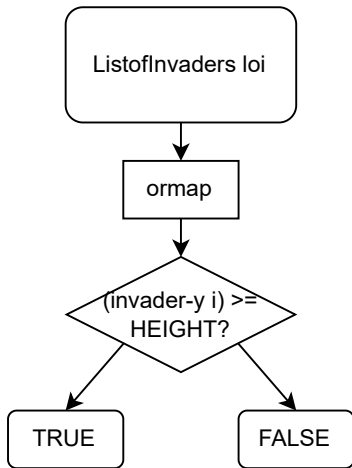 ListofInvaders loi
ormap
(invader-y i) >=
HEIGHT?
TRUE
FALSE